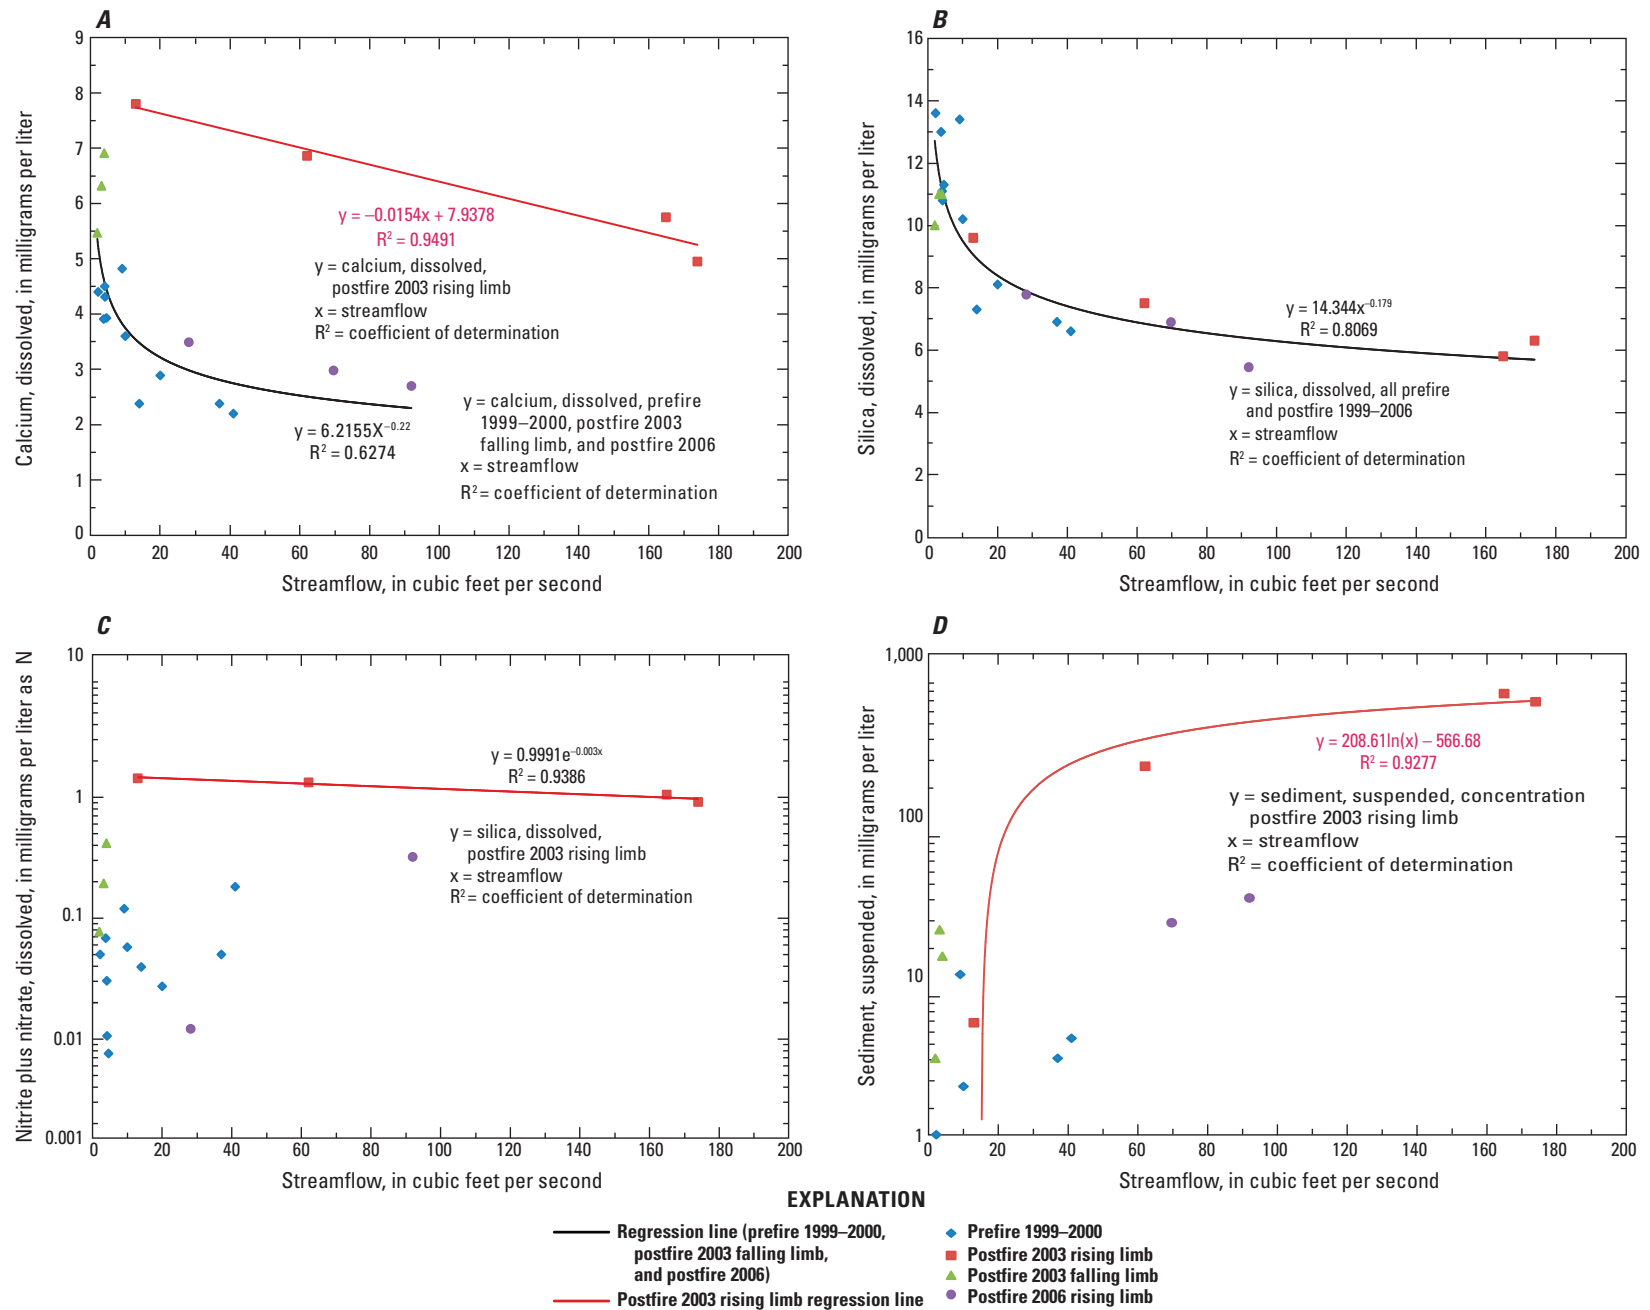 A
9
8
7
6
5
4
3
2
1
0
0 20 40 60 80 100 120 140 160 180 200
Calcium, dissolved, in milligrams per liter
Streamflow, in cubic feet per second
y = –0.0154x + 7.9378
R² = 0.9491
y = calcium, dissolved,
postfire 2003 rising limb
x = streamflow
R² = coefficient of determination
y = 6.2155X^–0.22
R² = 0.6274
y = calcium, dissolved, prefire
1999–2000, postfire 2003
falling limb, and postfire 2006
x = streamflow
R² = coefficient of determination
B
16
14
12
10
8
6
4
2
0
0 20 40 60 80 100 120 140 160 180 200
Silica, dissolved, in milligrams per liter
Streamflow, in cubic feet per second
y = 14.344x^–0.179
R² = 0.8069
y = silica, dissolved, all prefire
and postfire 1999–2006
x = streamflow
R² = coefficient of determination
C
10
1
0.1
0.01
0.001
0 20 40 60 80 100 120 140 160 180 200
Nitrite plus nitrate, dissolved, in milligrams per liter as N
Streamflow, in cubic feet per second
y = 0.9991e^–0.003x
R² = 0.9386
y = silica, dissolved,
postfire 2003 rising limb
x = streamflow
R² = coefficient of determination
D
1,000
100
10
1
0 20 40 60 80 100 120 140 160 180 200
Sediment, suspended, in milligrams per liter
Streamflow, in cubic feet per second
y = 208.61ln(x) – 566.68
R² = 0.9277
y = sediment, suspended, concentration
postfire 2003 rising limb
x = streamflow
R² = coefficient of determination
EXPLANATION
Regression line (prefire 1999–2000,
postfire 2003 falling limb,
and postfire 2006)
Postfire 2003 rising limb regression line
Prefire 1999–2000
Postfire 2003 rising limb
Postfire 2003 falling limb
Postfire 2006 rising limb